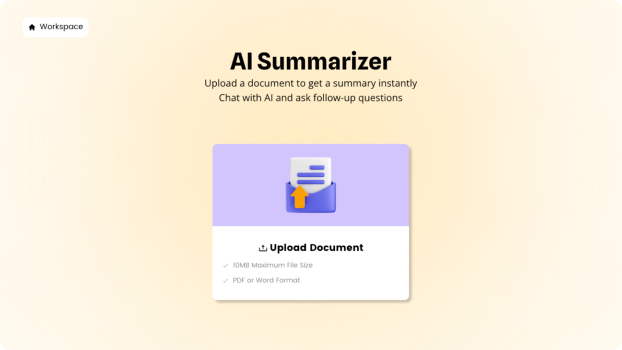 Workspace
AI Summarizer
Upload a document to get a summary instantly
Chat with AI and ask follow-up questions
Upload Document
10MB Maximum File Size
PDF or Word Format